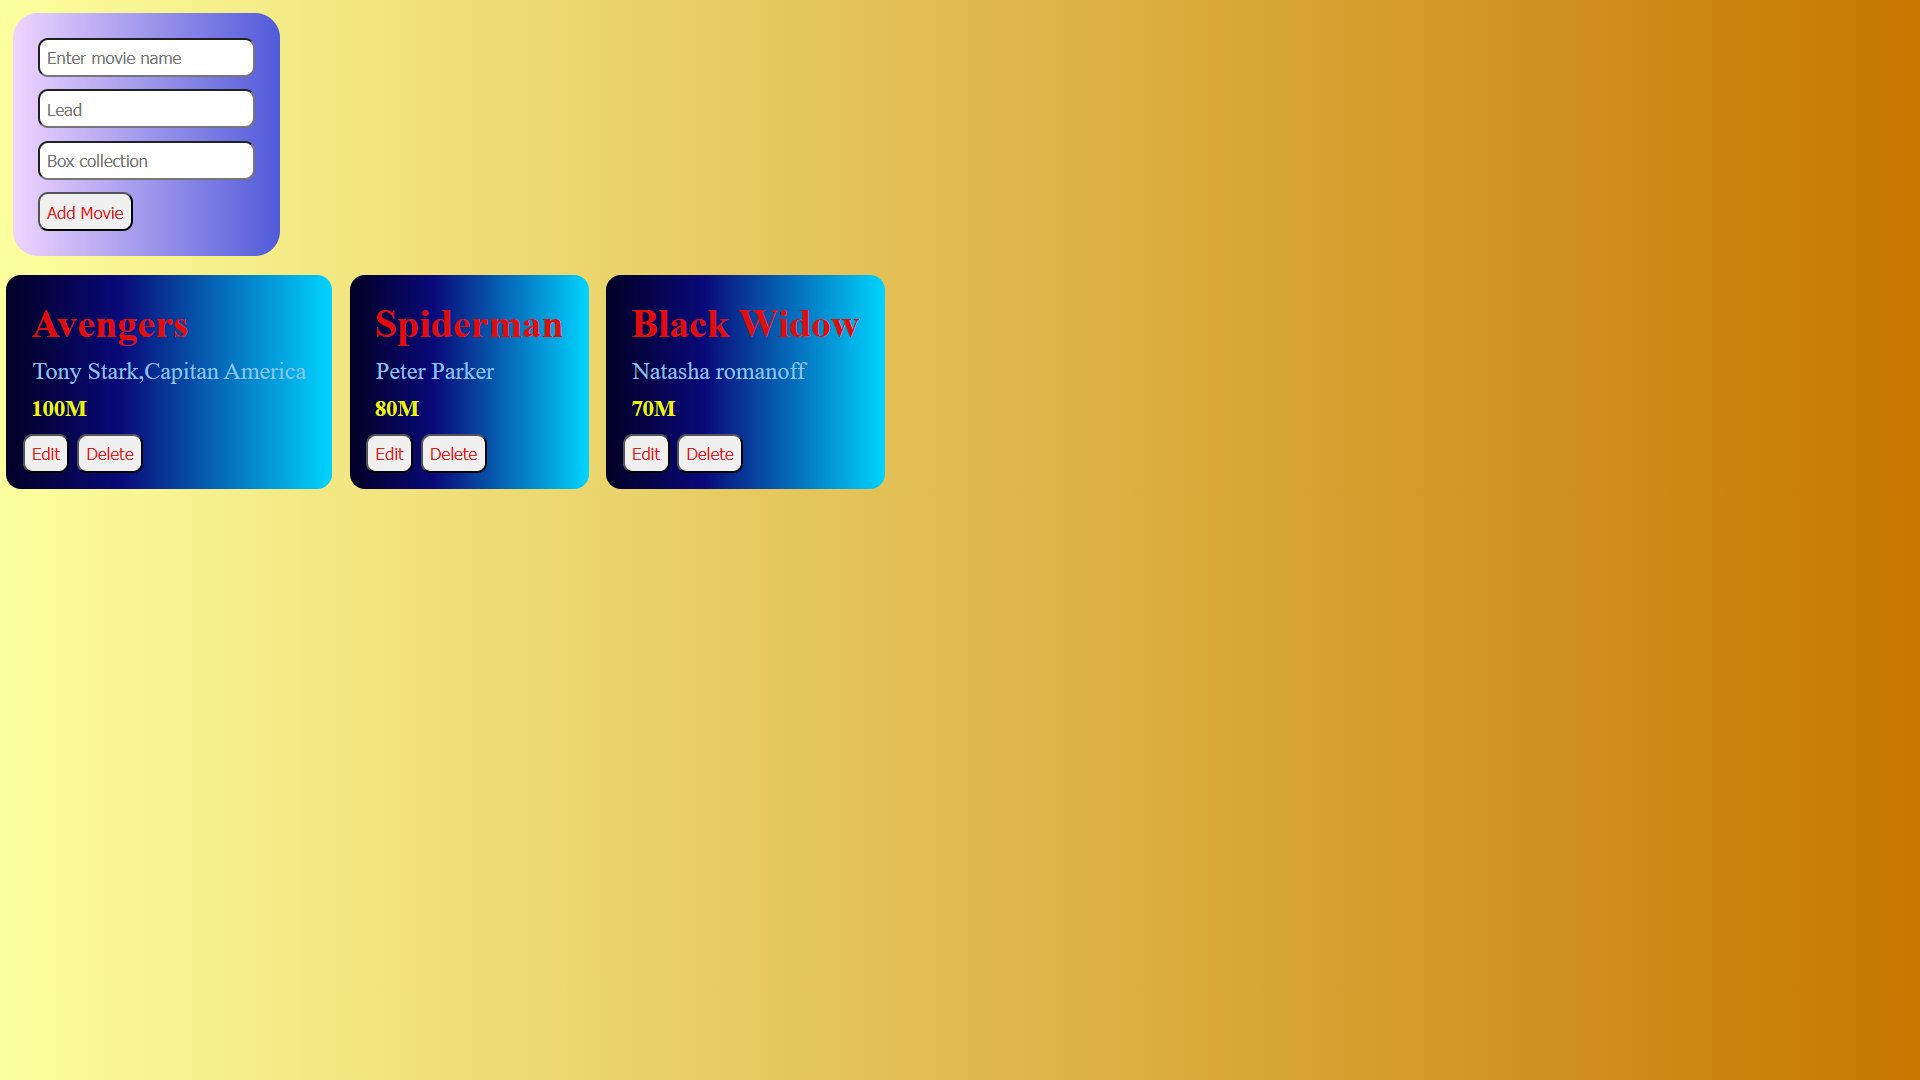 Enter movie name
Lead
Box collection
Add Movie
Avengers
Tony Stark,Capitan America
100M
Edit Delete
Spiderman
Peter Parker
80M
Edit Delete
Black Widow
Natasha romanoff
70M
Edit Delete